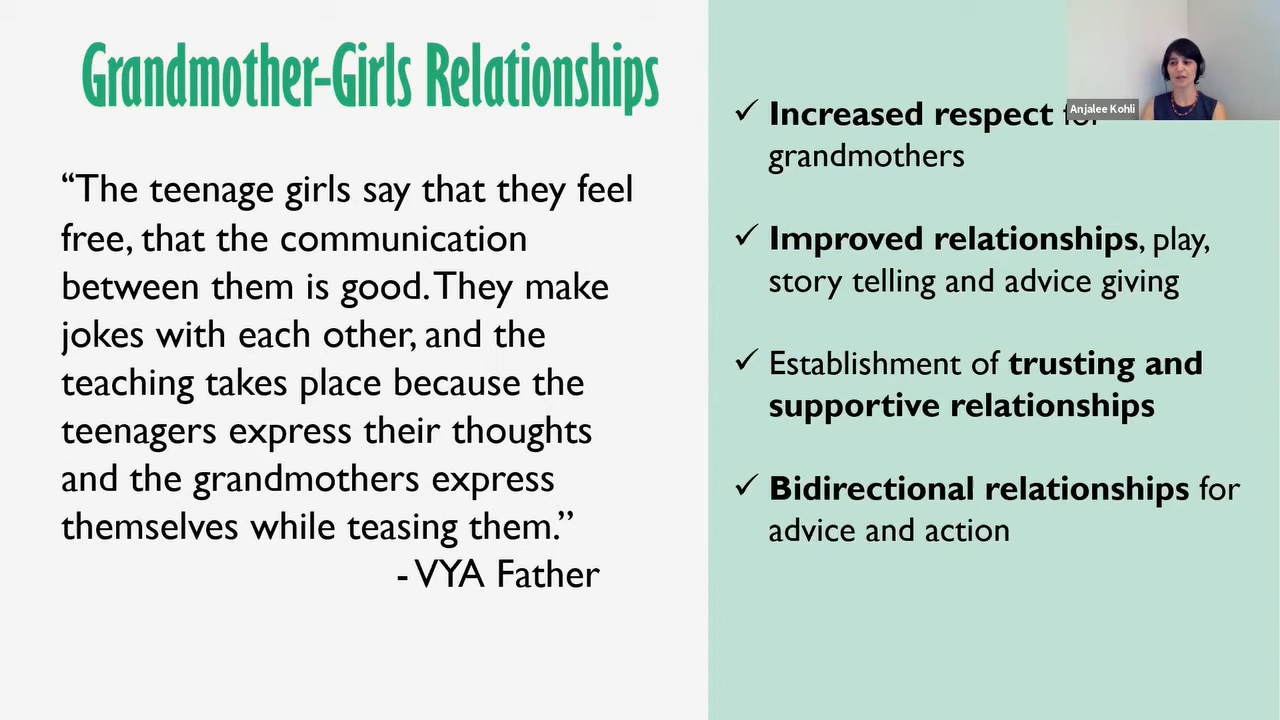 Grandmother-Girls Relationships
“The teenage girls say that they feel
free, that the communication
between them is good. They make
jokes with each other, and the
teaching takes place because the
teenagers express their thoughts
and the grandmothers express
themselves while teasing them.”
- VYA Father
Anjalee Kohli
✓ Increased respect for
grandmothers
✓ Improved relationships, play,
story telling and advice giving
✓ Establishment of trusting and
supportive relationships
✓ Bidirectional relationships for
advice and action